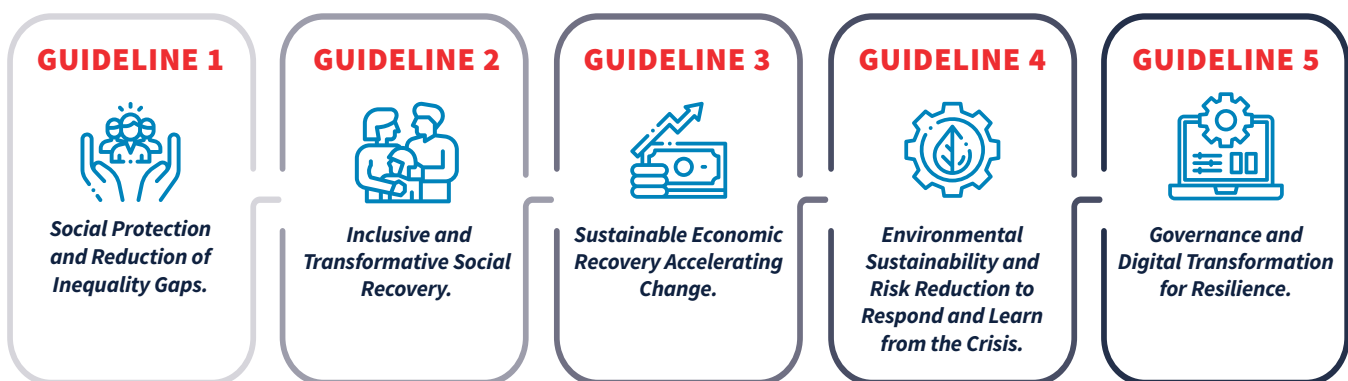 GUIDELINE 1
Social Protection
and Reduction of
Inequality Gaps.
GUIDELINE 2
Inclusive and
Transformative Social
Recovery.
GUIDELINE 3
Sustainable Economic
Recovery Accelerating
Change.
GUIDELINE 4
Environmental
Sustainability and
Risk Reduction to
Respond and Learn
from the Crisis.
GUIDELINE 5
Governance and
Digital Transformation
for Resilience.